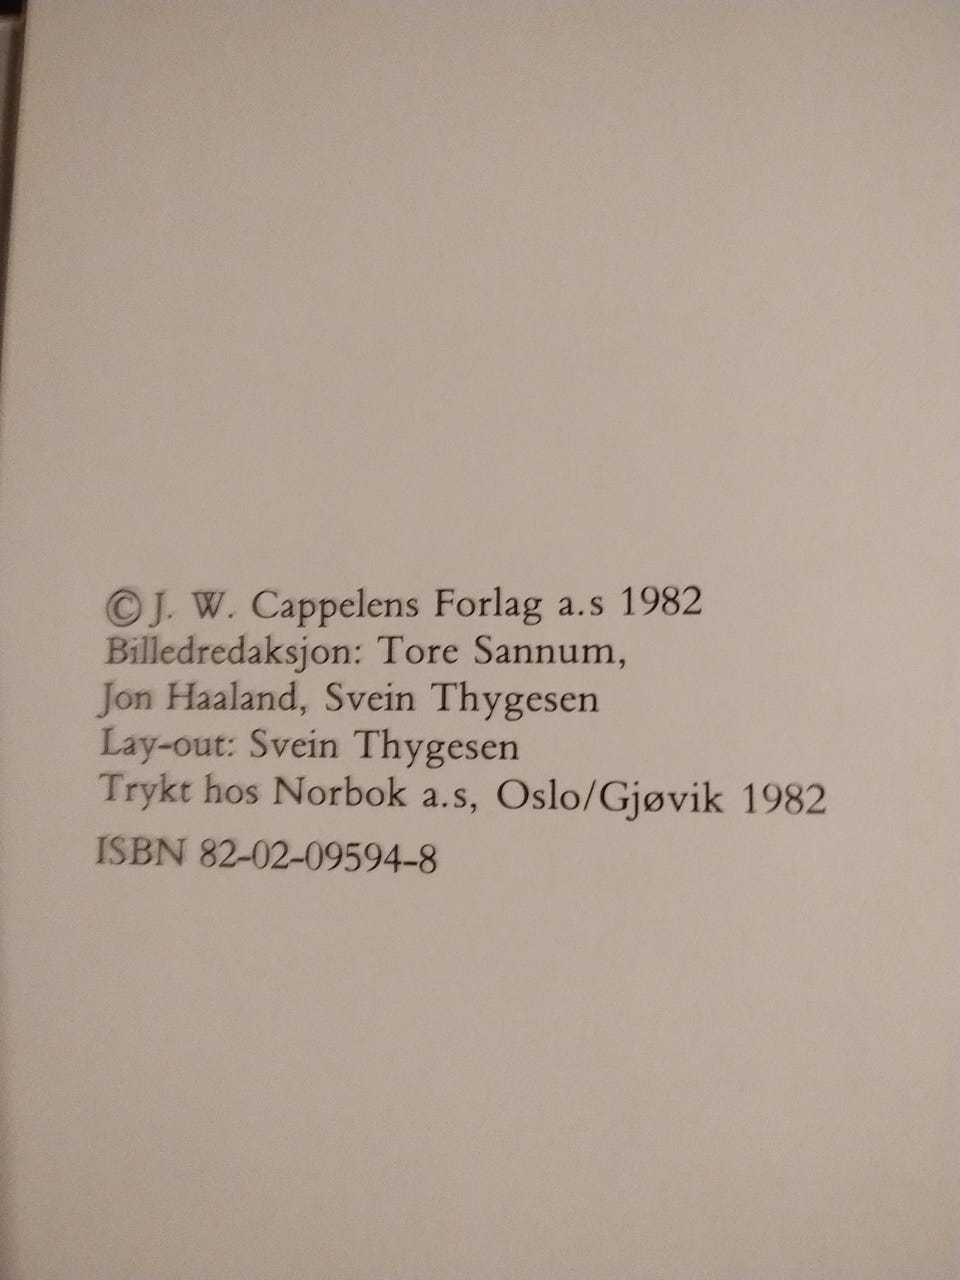 © J. W. Cappelens Forlag a.s 1982
Billedredaksjon: Tore Sannum,
Jon Haaland, Svein Thygesen
Lay-out: Svein Thygesen
Trykt hos Norbok a.s, Oslo/Gjøvik 1982
ISBN 82-02-09594-8